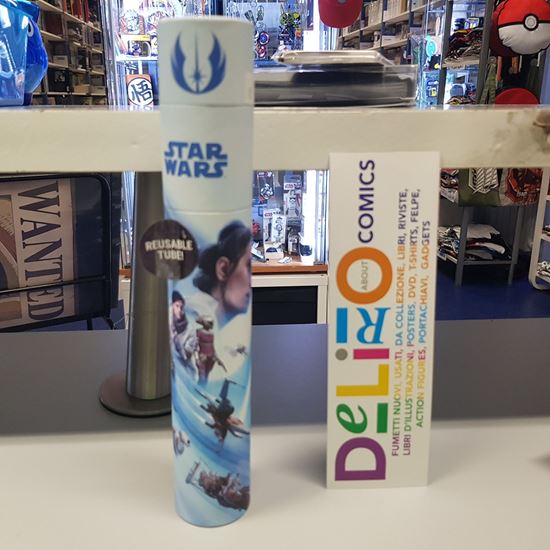 STAR
WARS
REUSABLE
TUBE!
WANTED
悟
DeLiRiO
ABOUT
COMICS
FUMETTI NUOVI, USATI, DA COLLEZIONE, LIBRI, RIVISTE,
LIBRI D'ILLUSTRAZIONI, POSTERS, DVD, T-SHIRTS, FELPE,
ACTION FIGURES, PORTACHIAVI, GADGETS